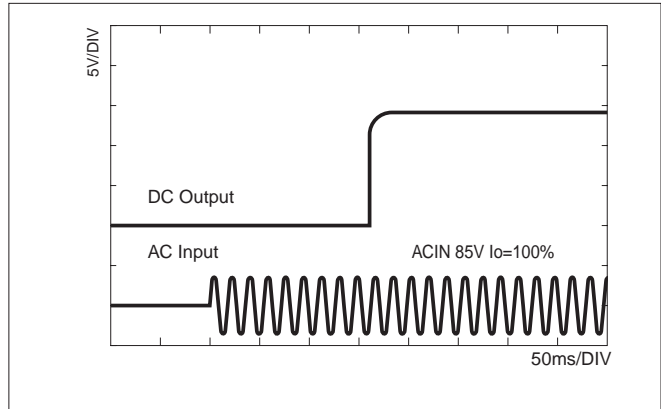 5V/DIV
DC Output
AC Input
ACIN 85V Io=100%
50ms/DIV